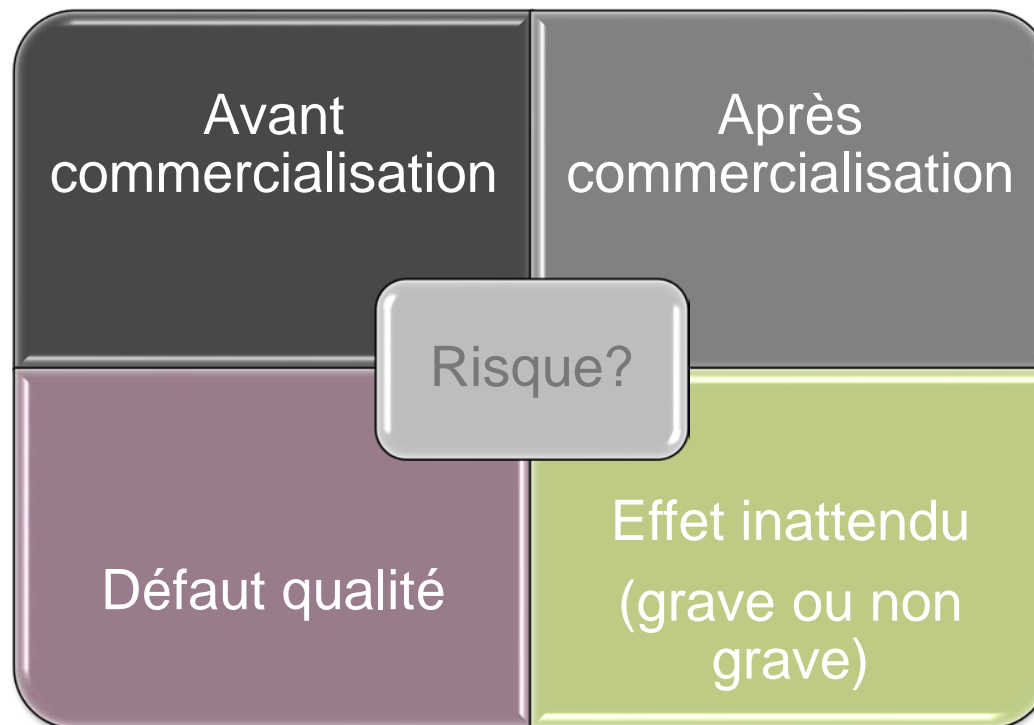 Avant
commercialisation
Après
commercialisation
Risque?
Défaut qualité
Effet inattendu
(grave ou non
grave)